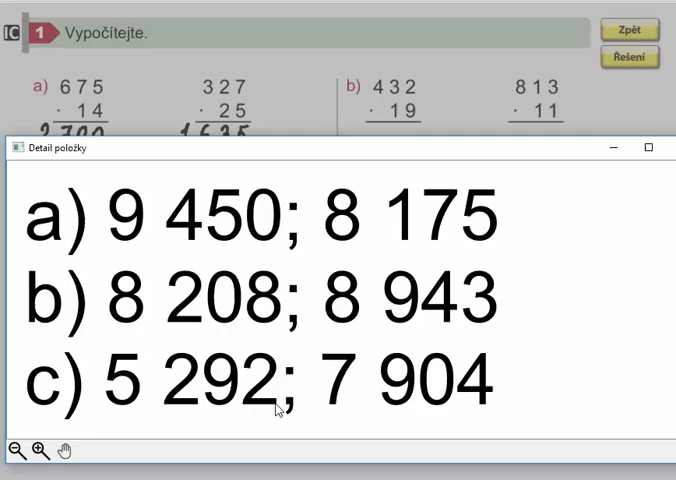 1 Vypočítejte.
Zpět
Řešení
a) 675 327 b) 432 813
· 14 · 25 · 19 · 11
Detail položky
a) 9 450; 8 175
b) 8 208; 8 943
c) 5 292; 7 904